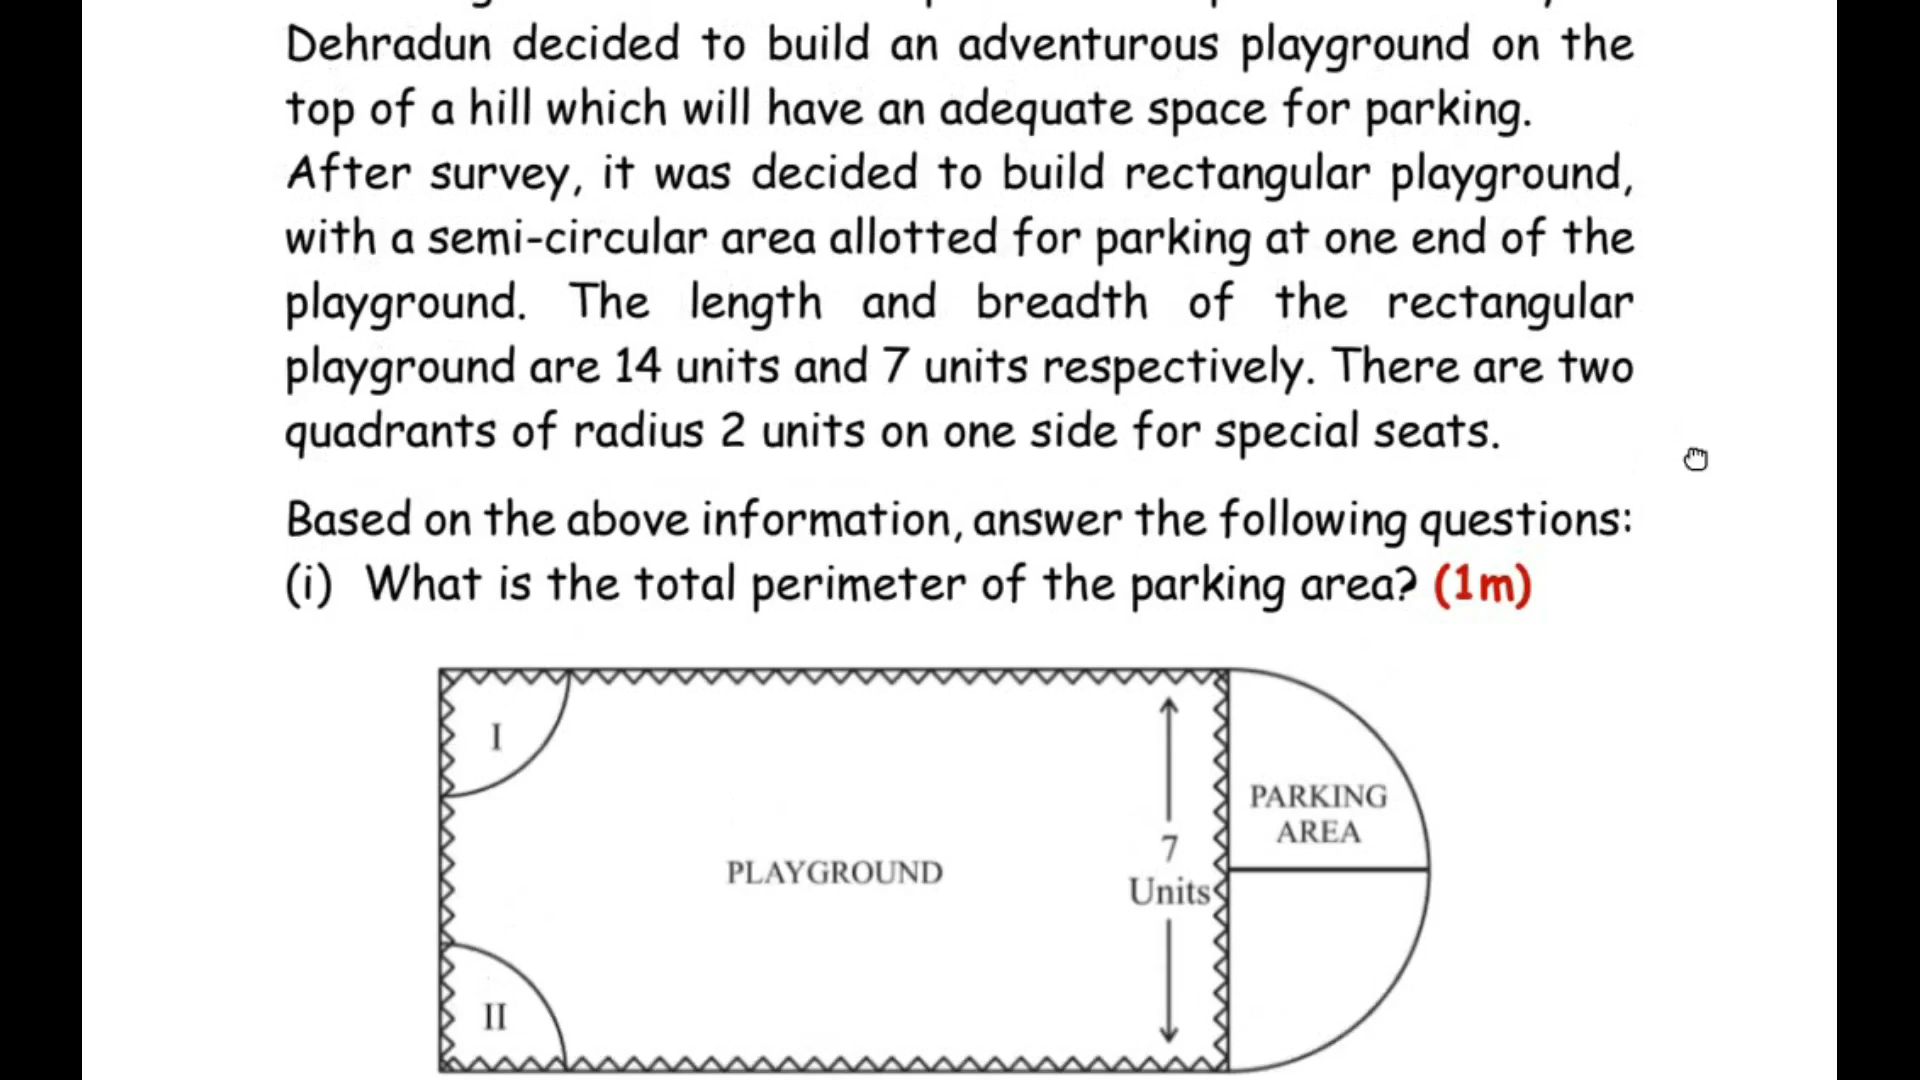 Dehradun decided to build an adventurous playground on the
top of a hill which will have an adequate space for parking.
After survey, it was decided to build rectangular playground,
with a semi-circular area allotted for parking at one end of the
playground. The length and breadth of the rectangular
playground are 14 units and 7 units respectively. There are two
quadrants of radius 2 units on one side for special seats.
Based on the above information, answer the following questions:
(i) What is the total perimeter of the parking area? (1m)
I
PARKING
AREA
7
Units
PLAYGROUND
II